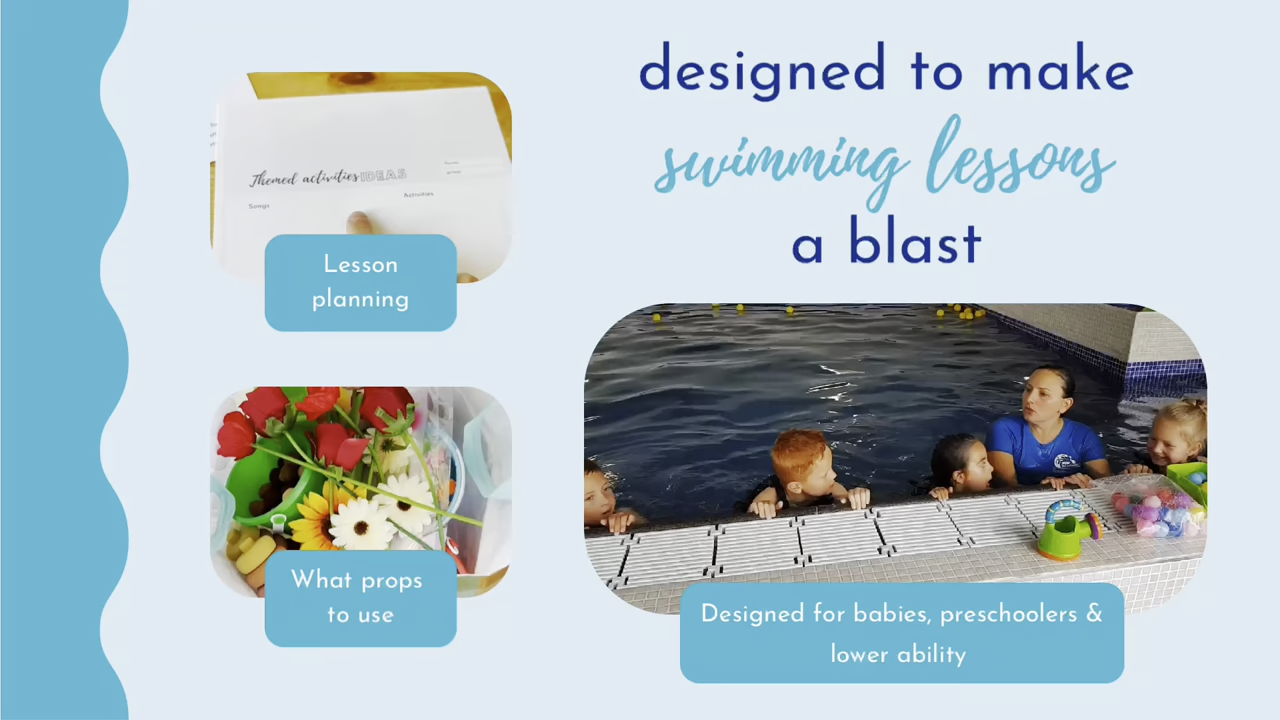 designed to make
swimming lessons
a blast
Themed activities IDEAS
Songs
Activities
Lesson
planning
What props
to use
Designed for babies, preschoolers &
lower ability